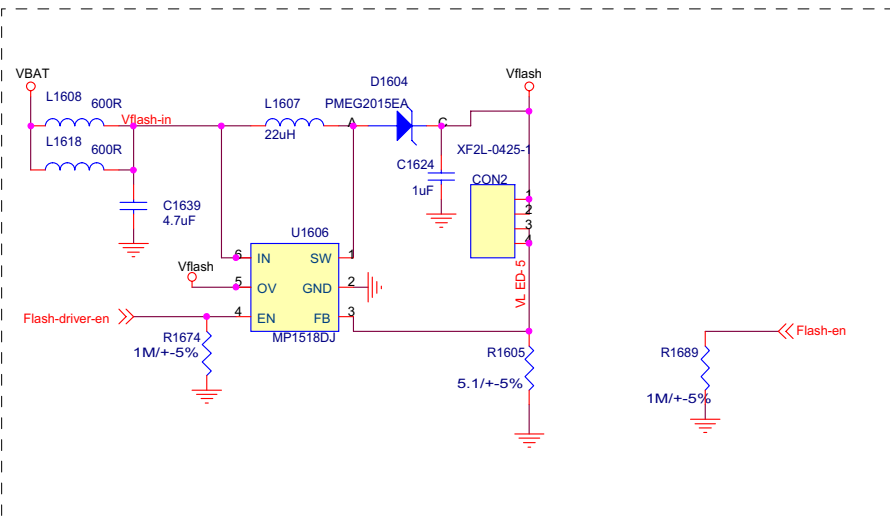 VBAT
L1608
600R
Vflash-in
L1618
600R
C1639
4.7uF
L1607
22uH
D1604
PMEG2015EA
A
C
Vflash
C1624
1uF
XF2L-0425-1
CON2
1
2
3
4
VLED-5
U1606
6
IN
SW
1
Vflash
5
OV
GND
2
Flash-driver-en
4
EN
FB
3
MP1518DJ
R1674
1M/+-5%
R1605
5.1/+-5%
R1689
1M/+-5%
Flash-en